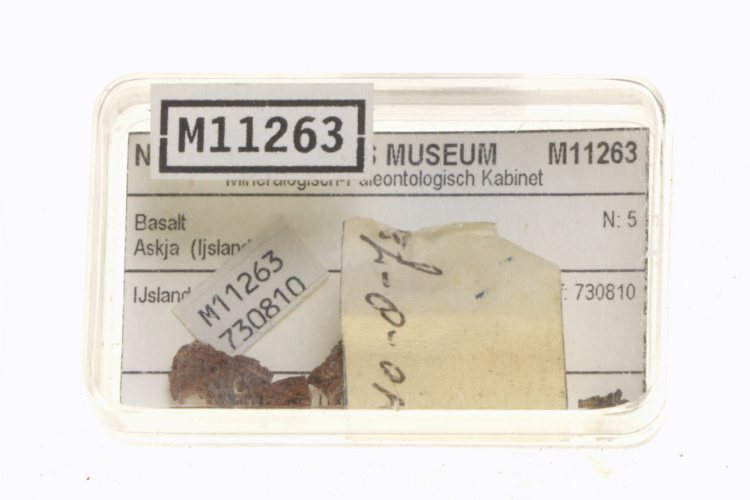 M11263
MUSEUM M11263
Mineralogisch-Paleontologisch Kabinet
Basalt N: 5
Askja (Ijsland)
IJsland 730810
M11263
730810